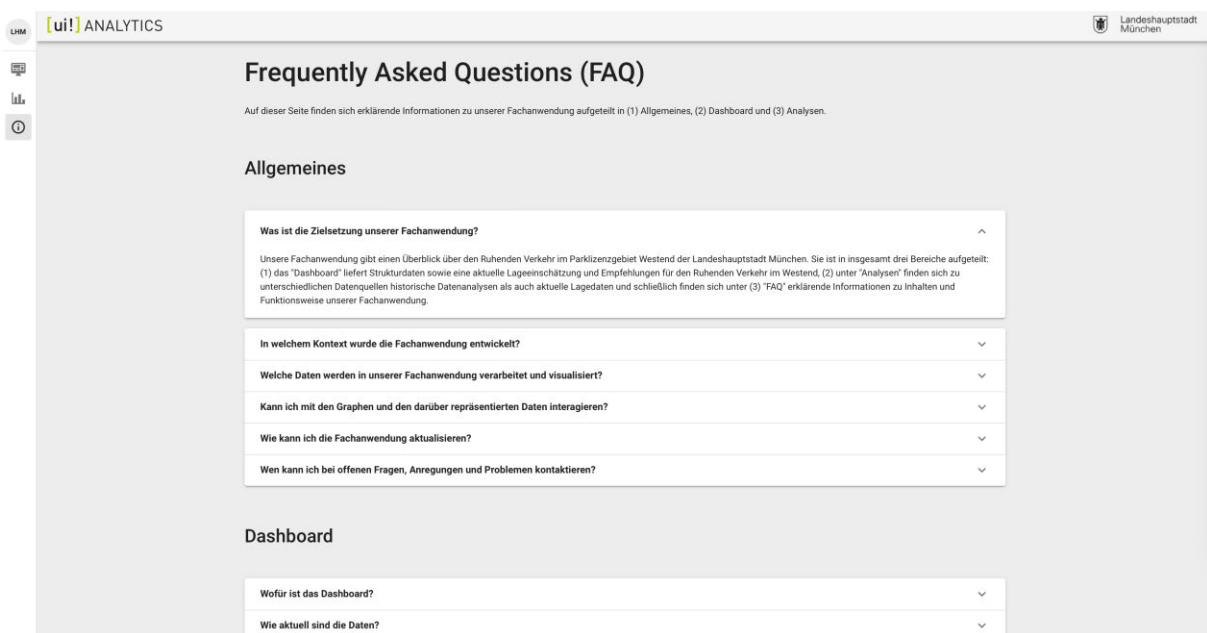 LHM
[ui!] ANALYTICS
Landeshauptstadt
München
Frequently Asked Questions (FAQ)
Auf dieser Seite finden sich erklärende Informationen zu unserer Fachanwendung aufgeteilt in (1) Allgemeines, (2) Dashboard und (3) Analysen.
Allgemeines
Was ist die Zielsetzung unserer Fachanwendung?
Unsere Fachanwendung gibt einen Überblick über den Ruhenden Verkehr im Parklizenzgebiet Westend der Landeshauptstadt München. Sie ist in insgesamt drei Bereiche aufgeteilt:
(1) das "Dashboard" liefert Strukturdaten sowie eine aktuelle Lageeinschätzung und Empfehlungen für den Ruhenden Verkehr im Westend, (2) unter "Analysen" finden sich zu
unterschiedlichen Datenquellen historische Datenanalysen als auch aktuelle Lagedaten und schließlich finden sich unter (3) "FAQ" erklärende Informationen zu Inhalten und
Funktionsweise unserer Fachanwendung.
In welchem Kontext wurde die Fachanwendung entwickelt?
Welche Daten werden in unserer Fachanwendung verarbeitet und visualisiert?
Kann ich mit den Graphen und den darüber repräsentierten Daten interagieren?
Wie kann ich die Fachanwendung aktualisieren?
Wen kann ich bei offenen Fragen, Anregungen und Problemen kontaktieren?
Dashboard
Wofür ist das Dashboard?
Wie aktuell sind die Daten?